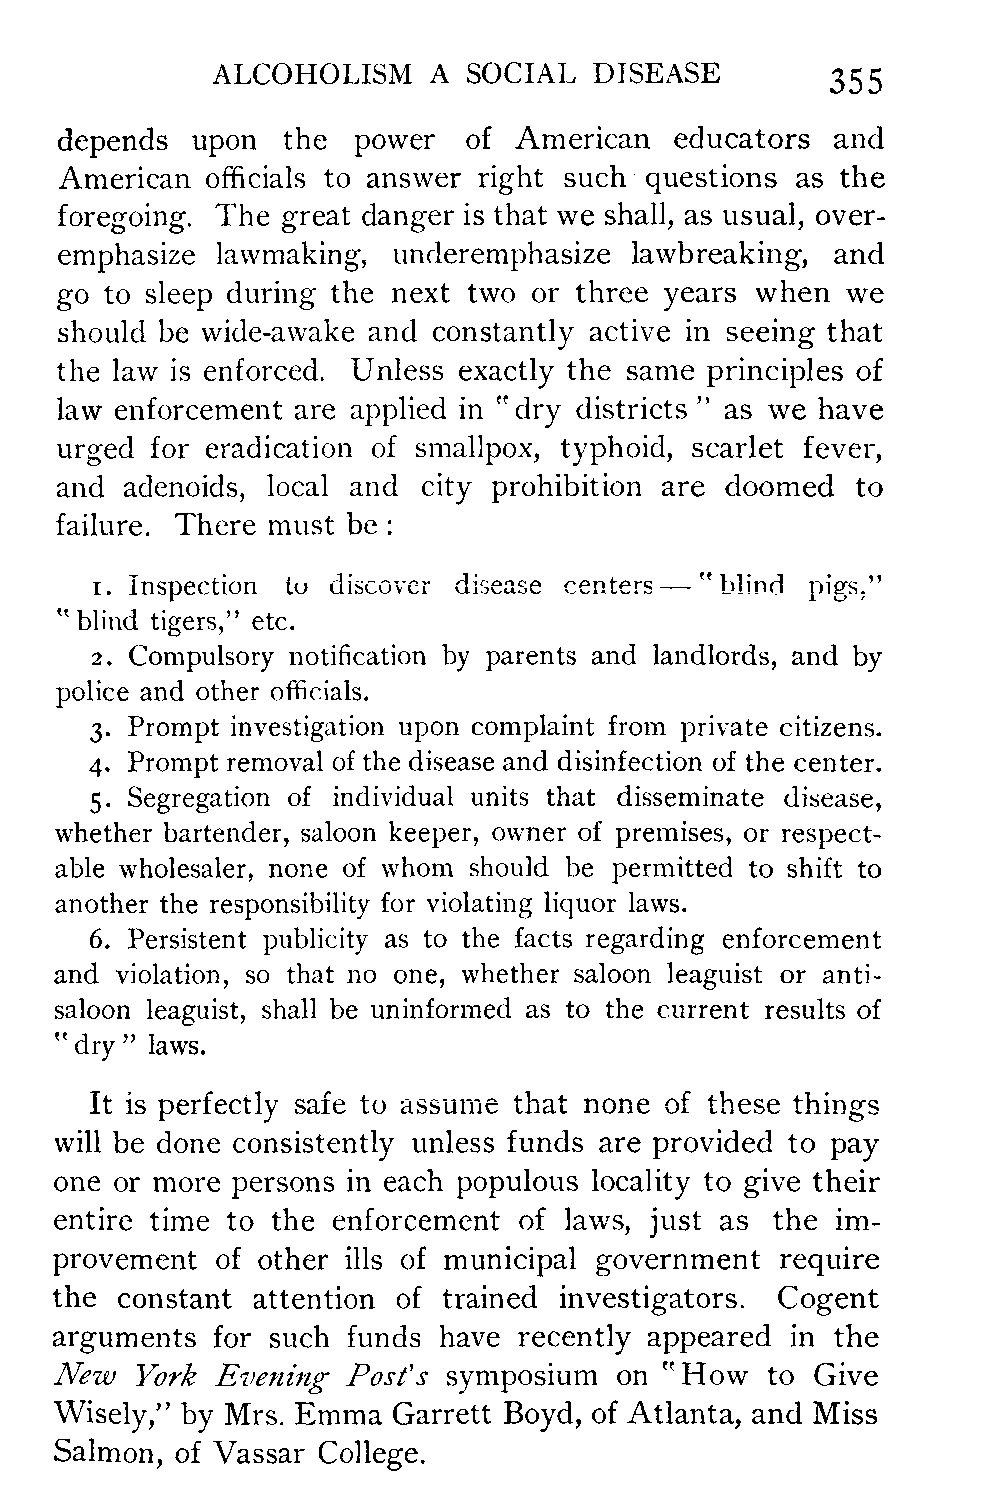 ALCOHOLISM A SOCIAL DISEASE 355
depends upon the power of American educators and
American officials to answer right such questions as the
foregoing. The great danger is that we shall, as usual, over-
emphasize lawmaking, underemphasize lawbreaking, and
go to sleep during the next two or three years when we
should be wide-awake and constantly active in seeing that
the law is enforced. Unless exactly the same principles of
law enforcement are applied in "dry districts" as we have
urged for eradication of smallpox, typhoid, scarlet fever,
and adenoids, local and city prohibition are doomed to
failure. There must be:
1. Inspection to discover disease centers — "blind pigs,"
"blind tigers," etc.
2. Compulsory notification by parents and landlords, and by
police and other officials.
3. Prompt investigation upon complaint from private citizens.
4. Prompt removal of the disease and disinfection of the center.
5. Segregation of individual units that disseminate disease,
whether bartender, saloon keeper, owner of premises, or respect-
able wholesaler, none of whom should be permitted to shift to
another the responsibility for violating liquor laws.
6. Persistent publicity as to the facts regarding enforcement
and violation, so that no one, whether saloon leaguist or anti-
saloon leaguist, shall be uninformed as to the current results of
"dry" laws.
It is perfectly safe to assume that none of these things
will be done consistently unless funds are provided to pay
one or more persons in each populous locality to give their
entire time to the enforcement of laws, just as the im-
provement of other ills of municipal government require
the constant attention of trained investigators. Cogent
arguments for such funds have recently appeared in the
New York Evening Post's symposium on "How to Give
Wisely," by Mrs. Emma Garrett Boyd, of Atlanta, and Miss
Salmon, of Vassar College.